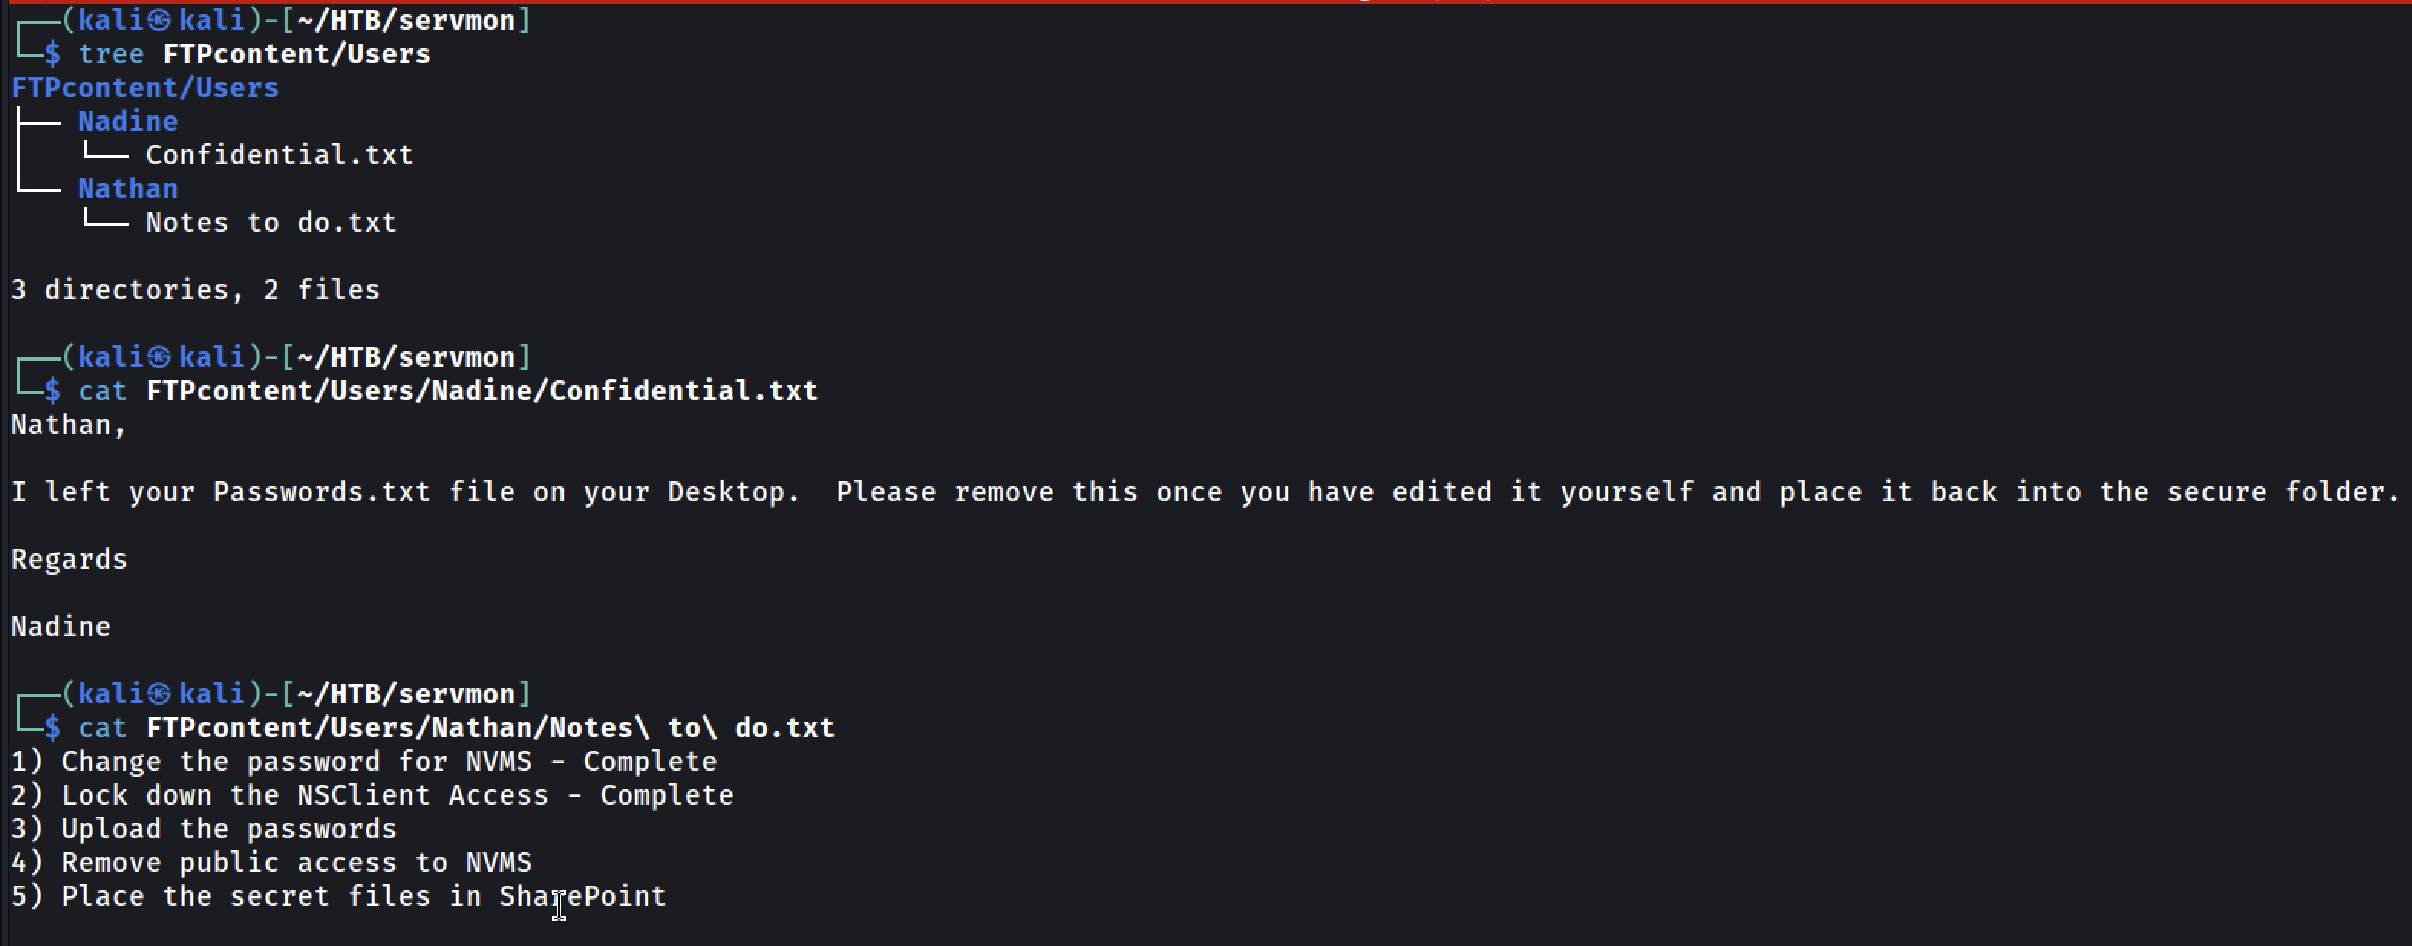 ┌──(kali㉿kali)-[~/HTB/servmon]
└─$ tree FTPcontent/Users
FTPcontent/Users
├── Nadine
│   └── Confidential.txt
└── Nathan
    └── Notes to do.txt
3 directories, 2 files
┌──(kali㉿kali)-[~/HTB/servmon]
└─$ cat FTPcontent/Users/Nadine/Confidential.txt
Nathan,
I left your Passwords.txt file on your Desktop.  Please remove this once you have edited it yourself and place it back into the secure folder.
Regards
Nadine
┌──(kali㉿kali)-[~/HTB/servmon]
└─$ cat FTPcontent/Users/Nathan/Notes\ to\ do.txt
1) Change the password for NVMS - Complete
2) Lock down the NSClient Access - Complete
3) Upload the passwords
4) Remove public access to NVMS
5) Place the secret files in SharePoint